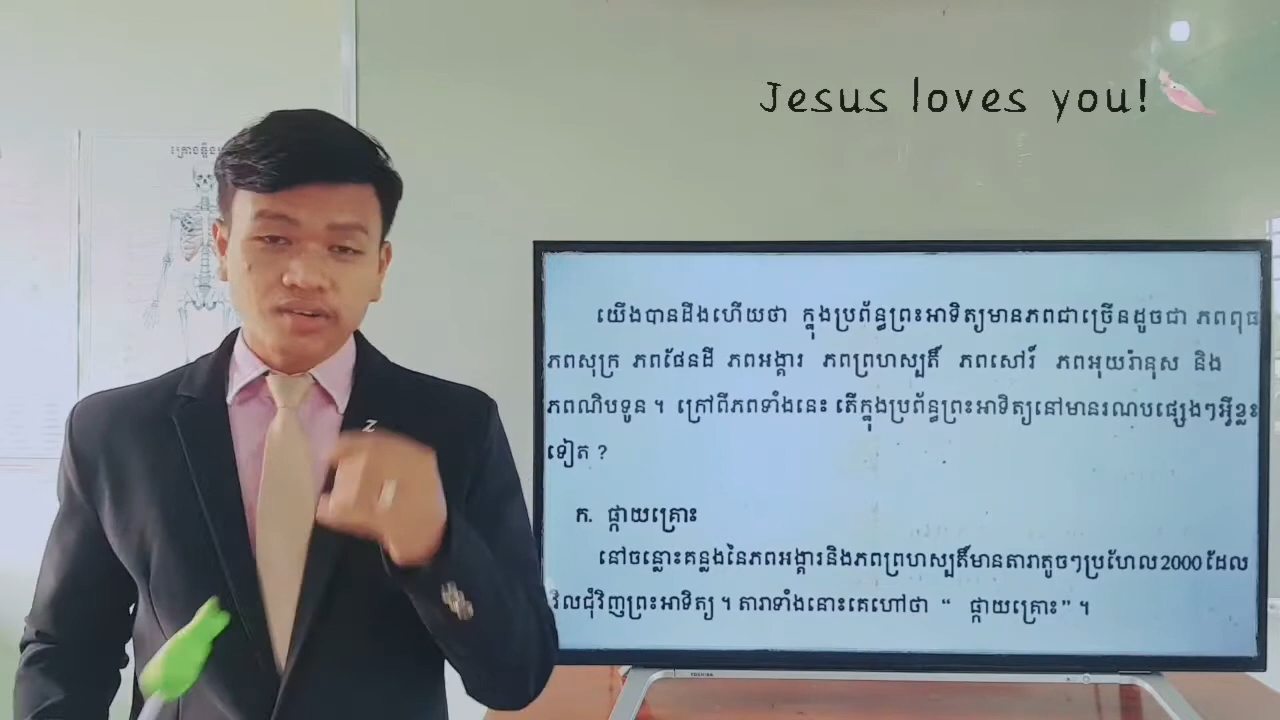 Jesus loves you!
គ្រោងឆ្អឹង
យើងបានដឹងហើយថា ក្នុងប្រព័ន្ធព្រះអាទិត្យមានភពជាច្រើនដូចជា ភពពុធ
ភពសុក្រ ភពផែនដី ភពអង្គារ ភពព្រហស្បតិ៍ ភពសៅរ៍ ភពអុយរ៉ានុស និង
ភពណិបទូន ។ ក្រៅពីភពទាំងនេះ តើក្នុងប្រព័ន្ធព្រះអាទិត្យនៅមានរណបផ្សេងៗអ្វីខ្លះ
ទៀត ?
ក. ផ្កាយគ្រោះ
នៅចន្លោះគន្លងនៃភពអង្គារនិងភពព្រហស្បតិ៍មានតារាតូចៗប្រហែល2000 ដែល
វិលជុំវិញព្រះអាទិត្យ ។ តារាទាំងនោះគេហៅថា “ ផ្កាយគ្រោះ” ។
TOSHIBA
Z